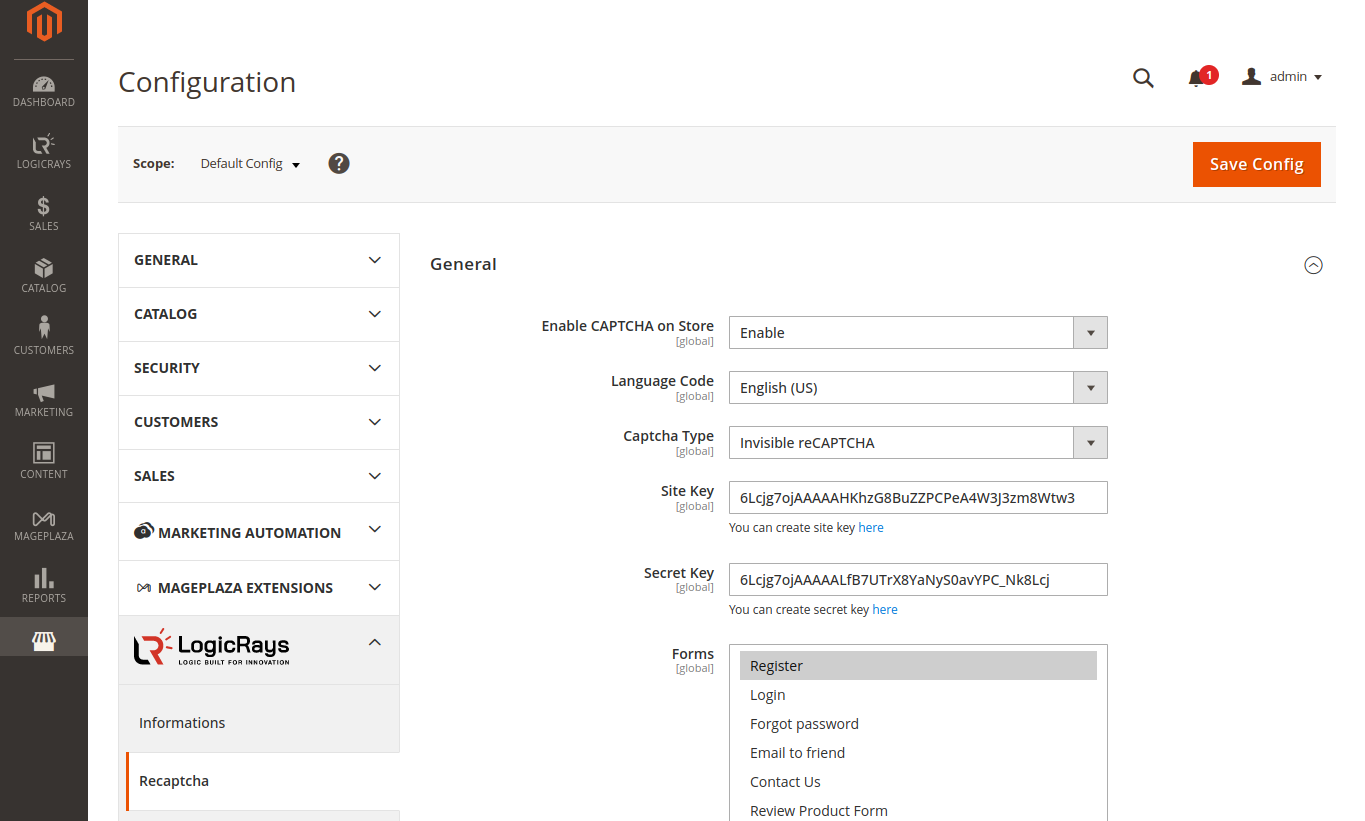 Configuration
1
admin
Scope:
Default Config
?
Save Config
DASHBOARD
LOGICRAYS
$
SALES
CATALOG
CUSTOMERS
MARKETING
CONTENT
MAGEPLAZA
REPORTS
GENERAL
CATALOG
SECURITY
CUSTOMERS
SALES
MARKETING AUTOMATION
MAGEPLAZA EXTENSIONS
LogicRays
LOGIC BUILT FOR INNOVATION
Informations
Recaptcha
General
Enable CAPTCHA on Store
[global]
Enable
Language Code
[global]
English (US)
Captcha Type
[global]
Invisible reCAPTCHA
Site Key
[global]
6Lcjg7ojAAAAAHKhzG8BuZZPCPeA4W3J3zm8Wtw3
You can create site key here
Secret Key
[global]
6Lcjg7ojAAAAALfB7UTrX8YaNyS0avYPC_Nk8Lcj
You can create secret key here
Forms
[global]
Register
Login
Forgot password
Email to friend
Contact Us
Review Product Form